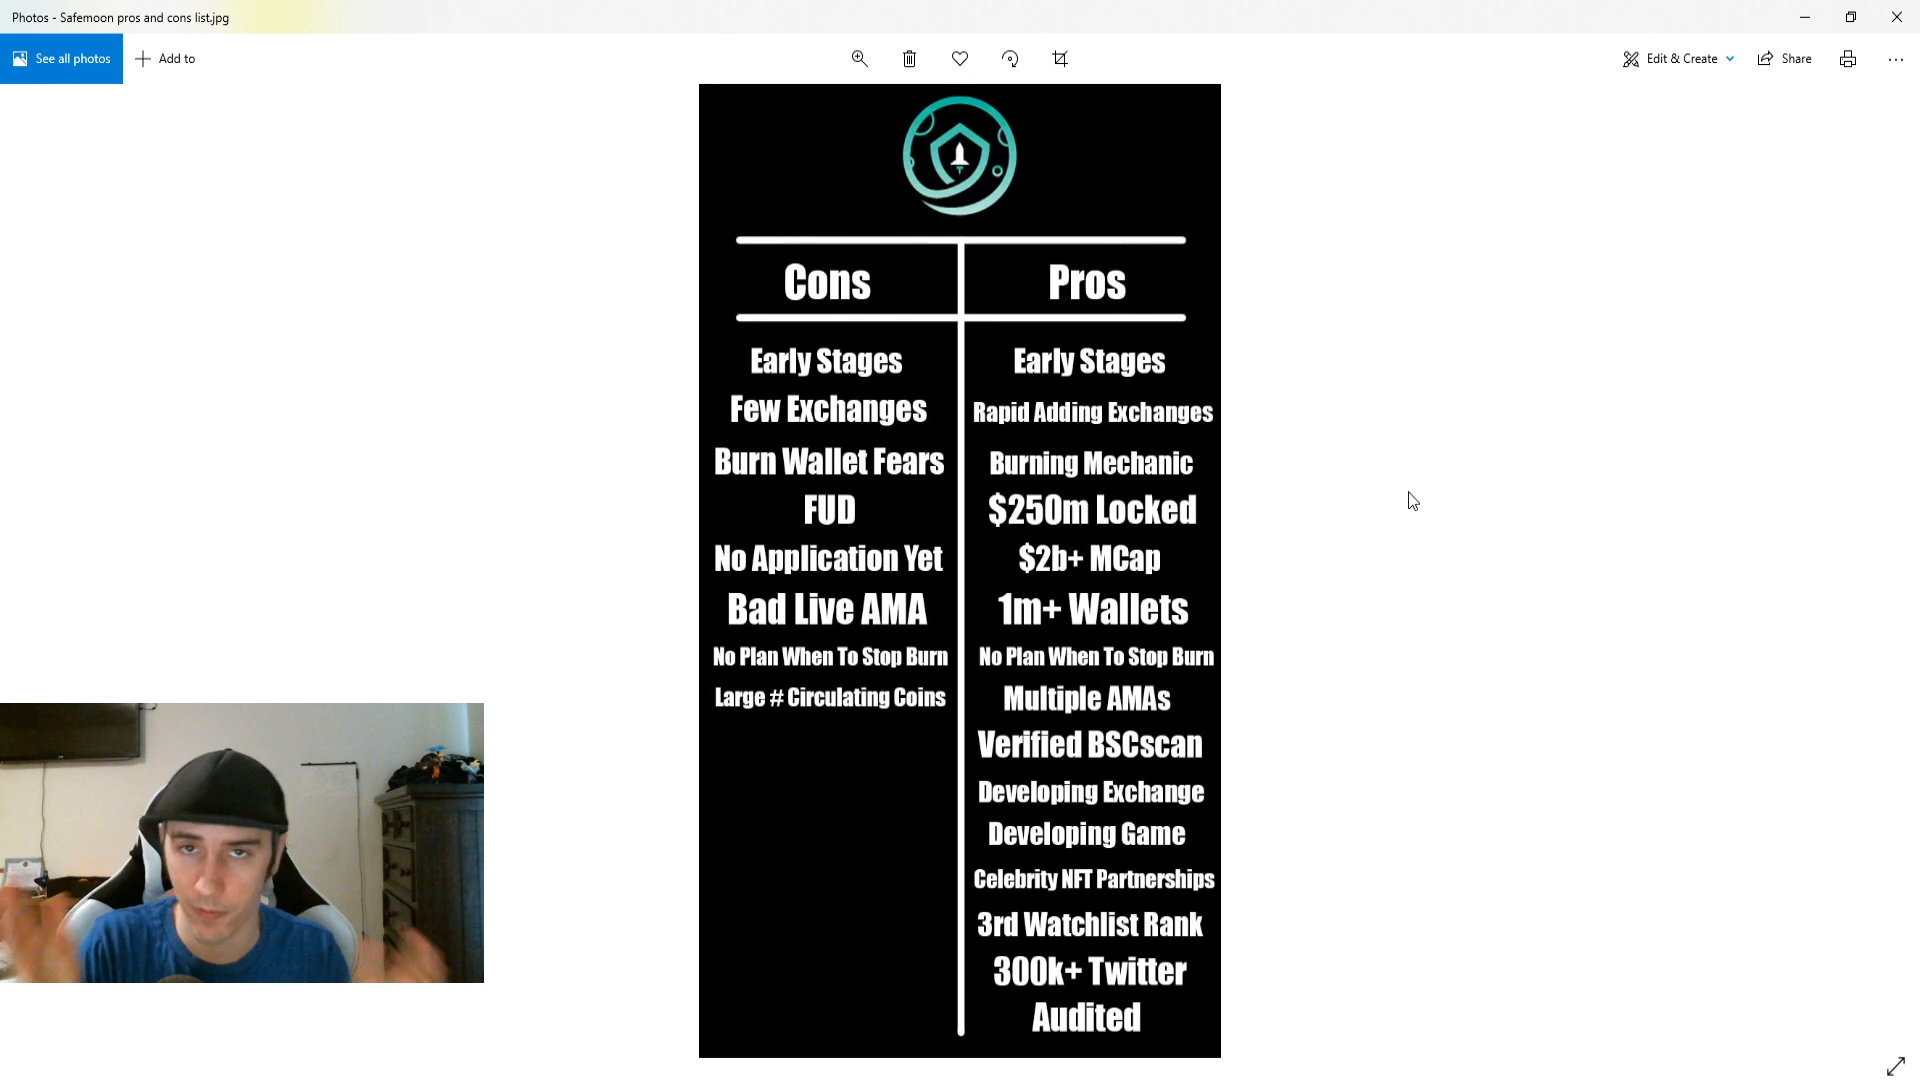 Photos - Safemoon pros and cons list.jpg
See all photos
Add to
Edit & Create
Share
Cons
Pros
Early Stages
Early Stages
Few Exchanges
Rapid Adding Exchanges
Burn Wallet Fears
Burning Mechanic
FUD
$250m Locked
No Application Yet
$2b+ MCap
Bad Live AMA
1m+ Wallets
No Plan When To Stop Burn
No Plan When To Stop Burn
Large # Circulating Coins
Multiple AMAs
Verified BSCscan
Developing Exchange
Developing Game
Celebrity NFT Partnerships
3rd Watchlist Rank
300k+ Twitter
Audited